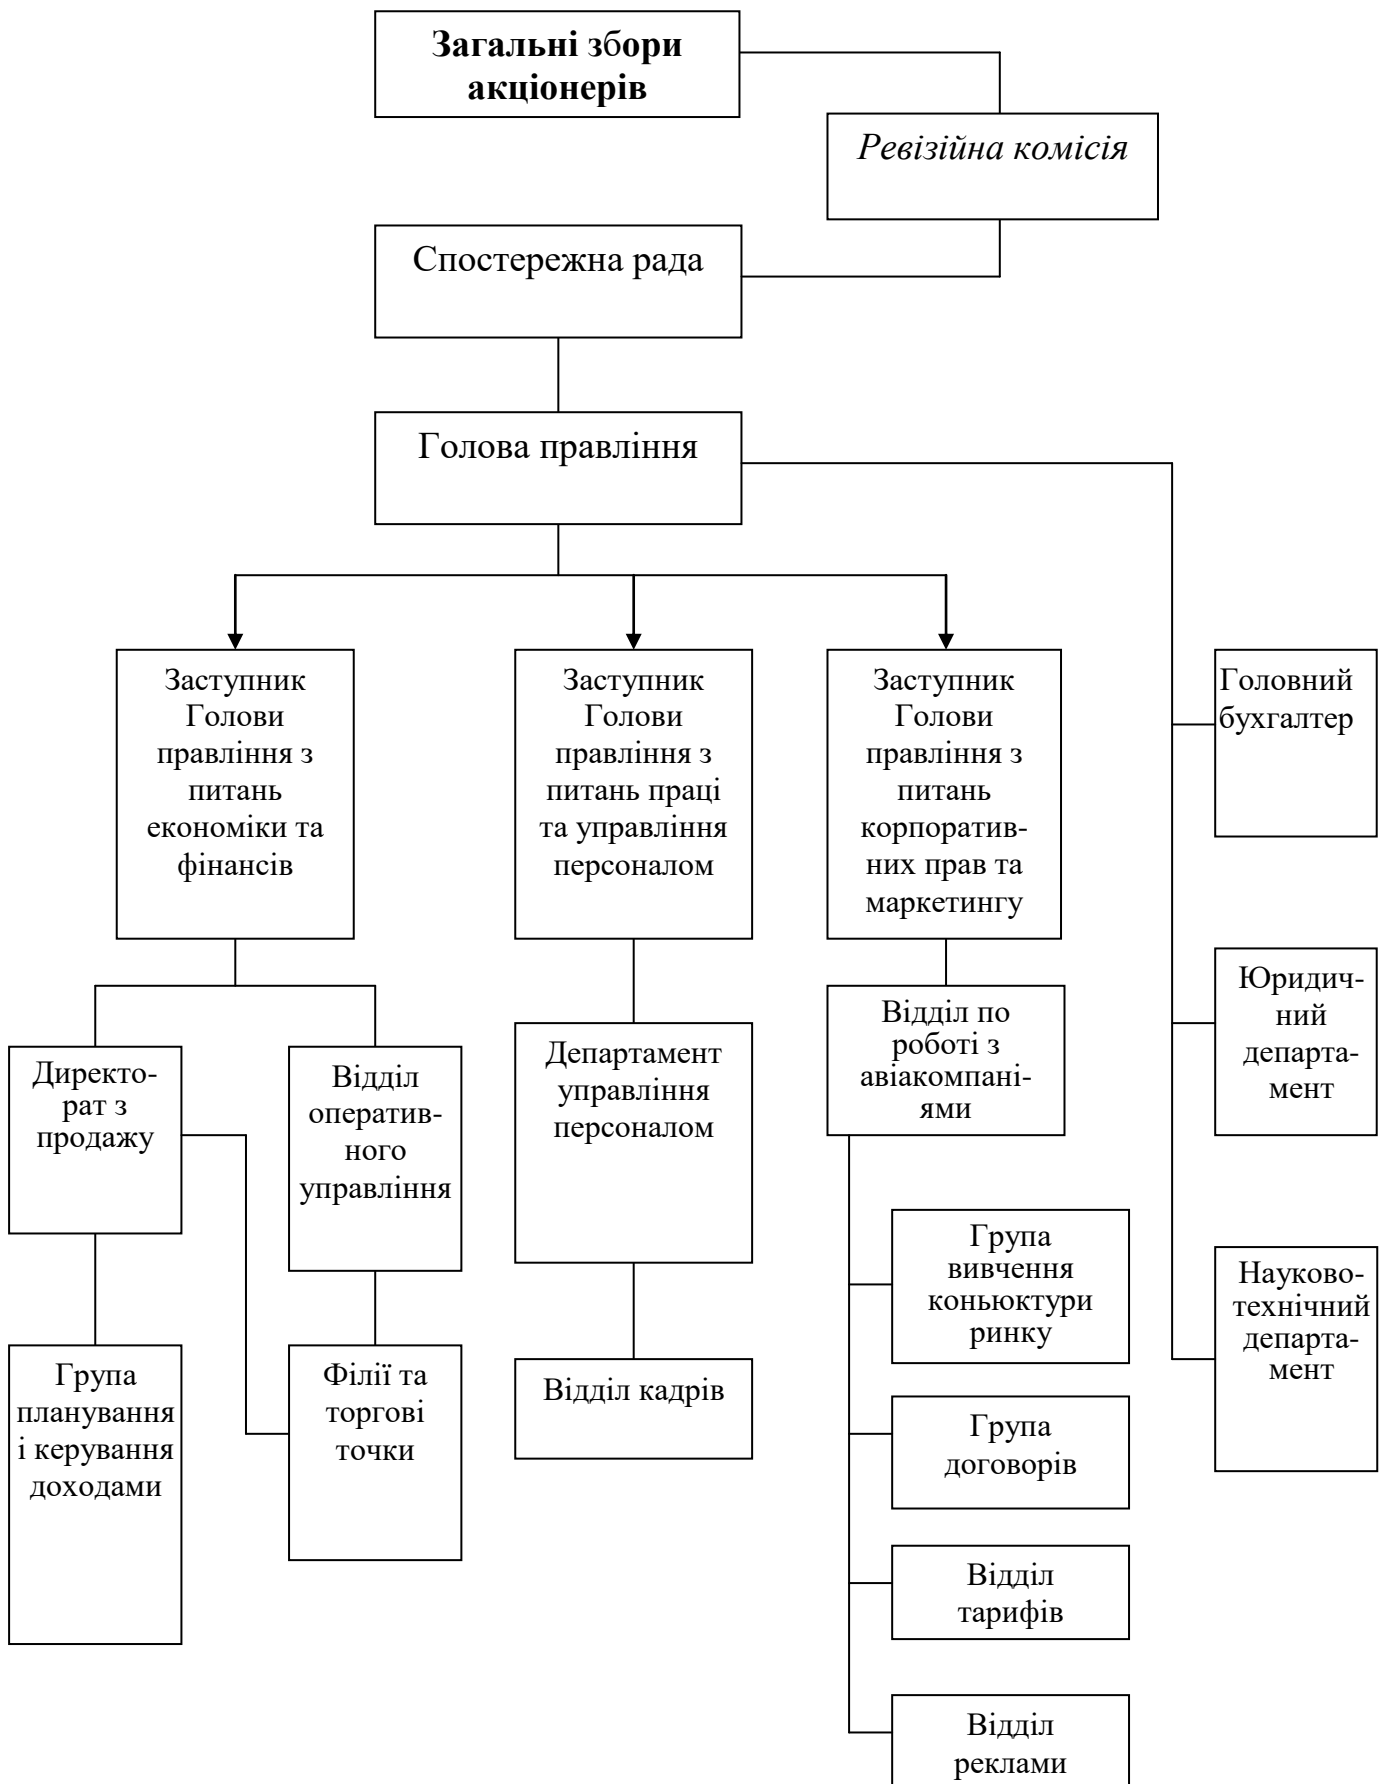 Загальні збори
акціонерів
Ревізійна комісія
Спостережна рада
Голова правління
Заступник
Голови
правління з
питань
економіки та
фінансів
Заступник
Голови
правління з
питань праці
та управління
персоналом
Заступник
Голови
правління з
питань
корпоратив-
них прав та
маркетингу
Головний
бухгалтер
Юридич-
ний
департа-
мент
Директо-
рат з
продажу
Відділ
оператив-
ного
управління
Департамент
управління
персоналом
Відділ по
роботі з
авіакомпані-
ями
Група
вивчення
коньюктури
ринку
Науково-
технічний
департа-
мент
Група
планування
і керування
доходами
Філії та
торгові
точки
Відділ кадрів
Група
договорів
Відділ
тарифів
Відділ
реклами